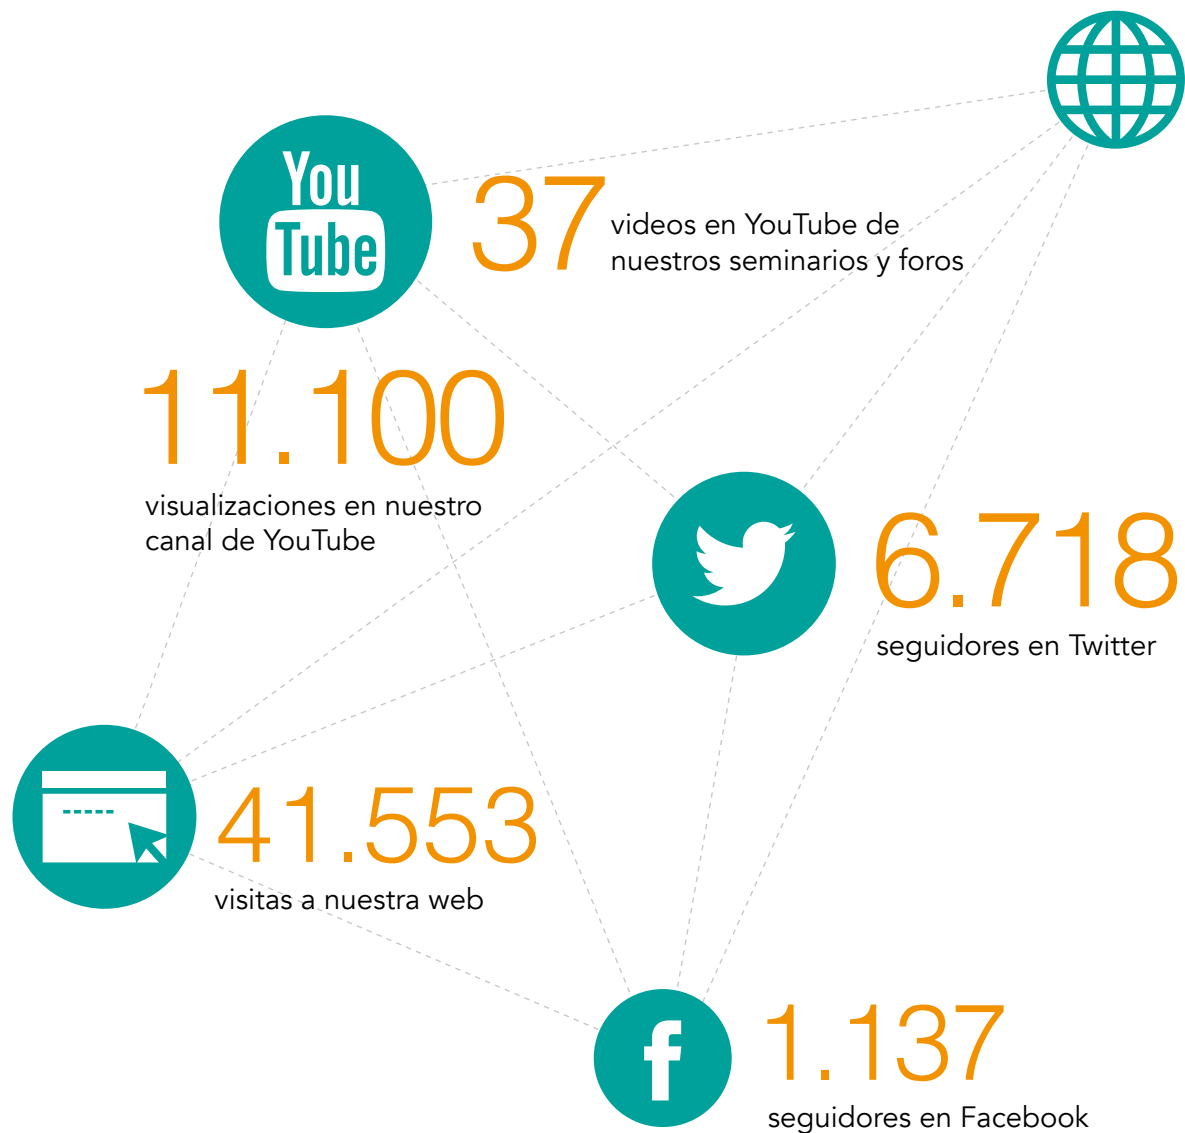 You
Tube
37
videos en YouTube de
nuestros seminarios y foros
11.100
visualizaciones en nuestro
canal de YouTube
6.718
seguidores en Twitter
41.553
visitas a nuestra web
f
1.137
seguidores en Facebook